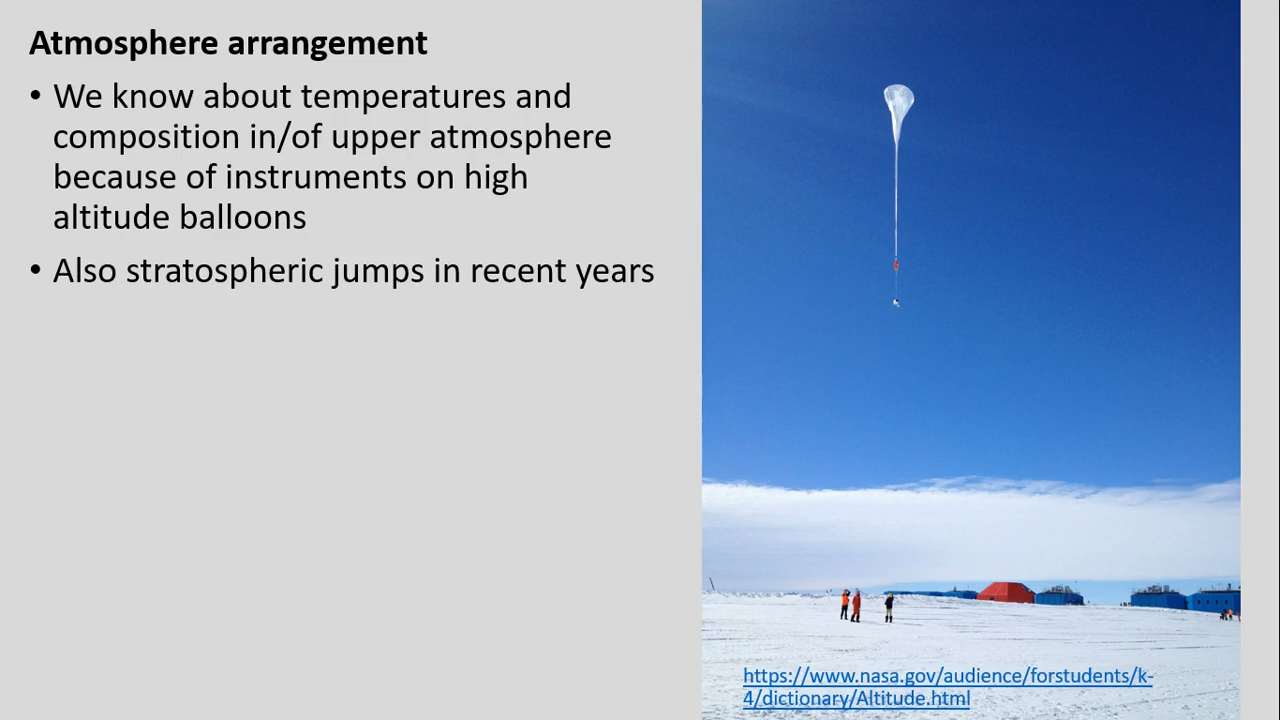 Atmosphere arrangement
• We know about temperatures and
composition in/of upper atmosphere
because of instruments on high
altitude balloons
• Also stratospheric jumps in recent years
https://www.nasa.gov/audience/forstudents/k-
4/dictionary/Altitude.html